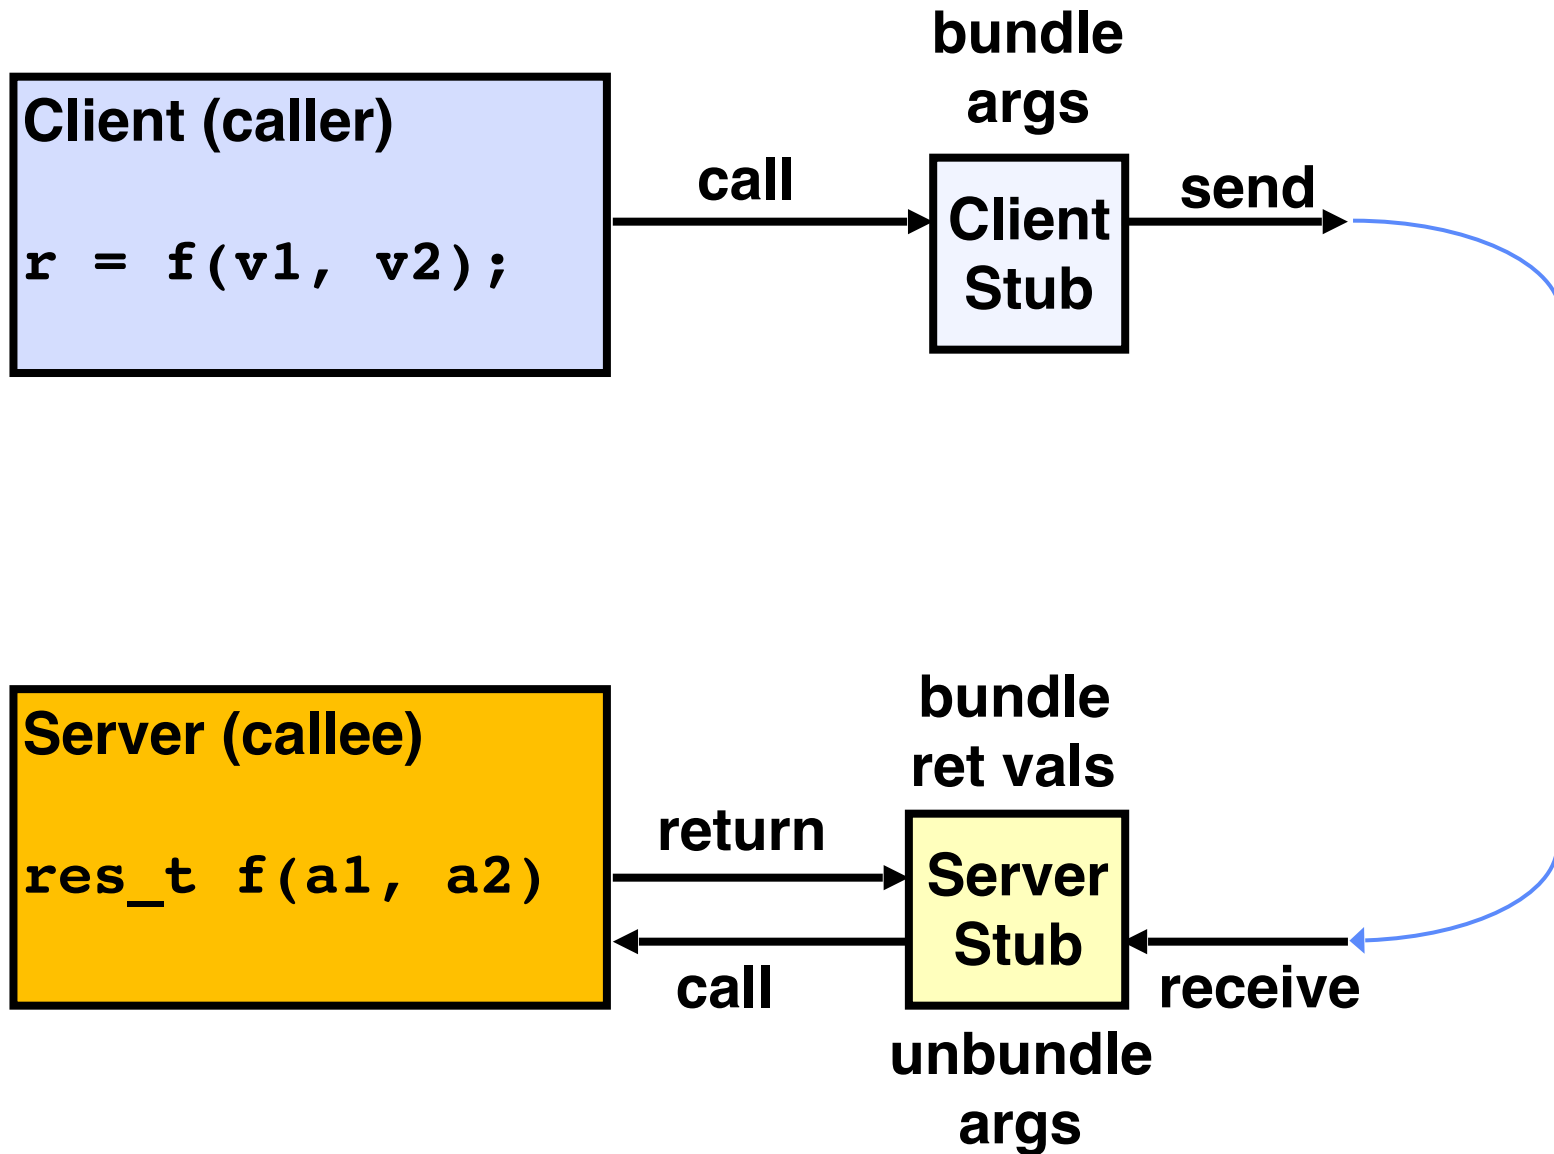 bundle
args
Client (caller)
call
send
Client
Stub
r = f(v1, v2);
bundle
ret vals
Server (callee)
return
res_t f(a1, a2)
Server
Stub
call
receive
unbundle
args